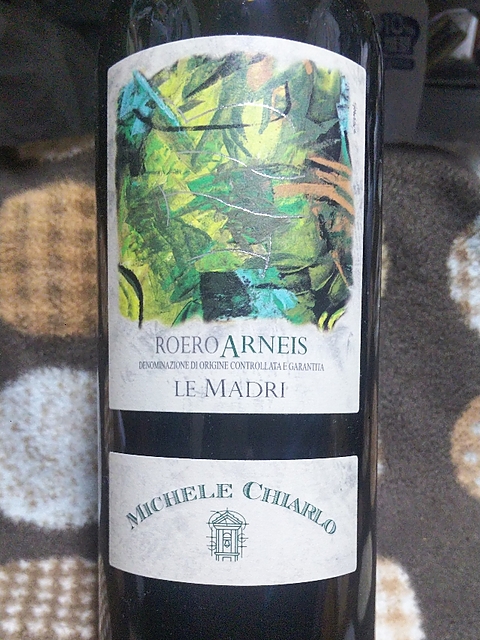 ROERO ARNEIS
DENOMINAZIONE DI ORIGINE CONTROLLATA E GARANTITA
LE MADRI
MICHELE CHIARLO